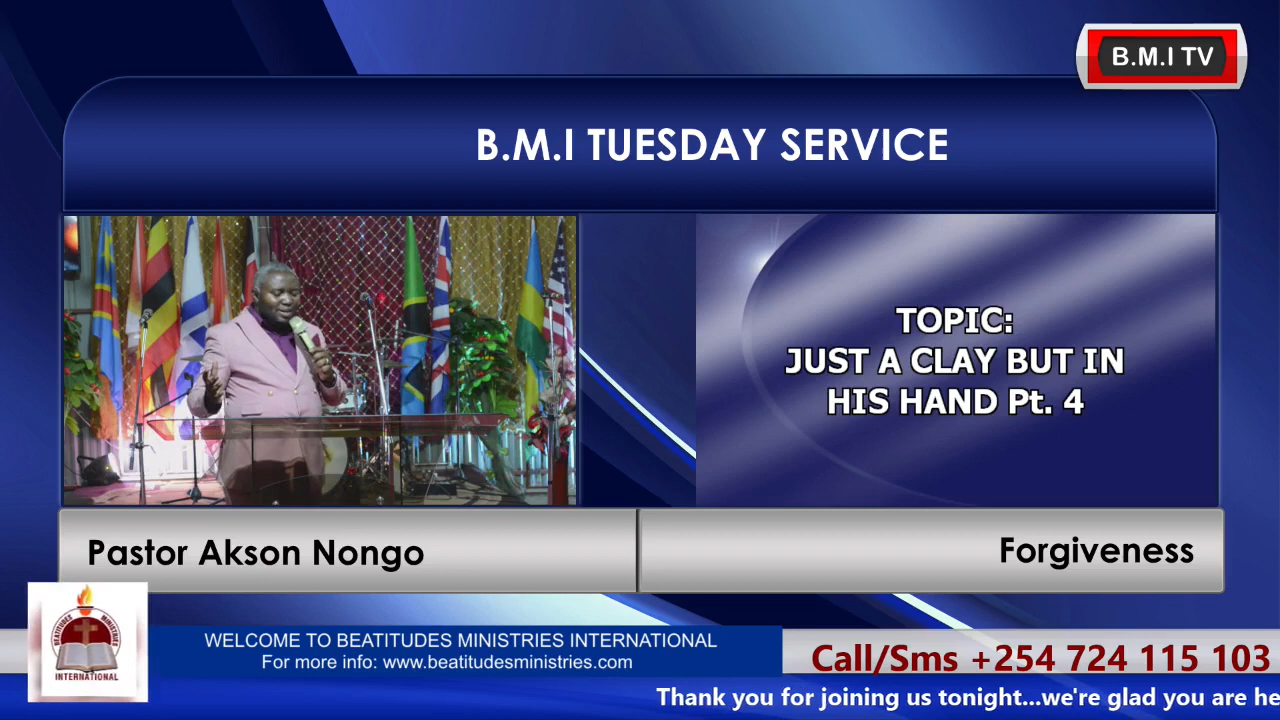 B.M.I TV
B.M.I TUESDAY SERVICE
TOPIC:
JUST A CLAY BUT IN
HIS HAND Pt. 4
Pastor Akson Nongo
Forgiveness
BEATITUDES MINISTRIES
INTERNATIONAL
WELCOME TO BEATITUDES MINISTRIES INTERNATIONAL
For more info: www.beatitudesministries.com
Call/Sms +254 724 115 103
Thank you for joining us tonight...we're glad you are he